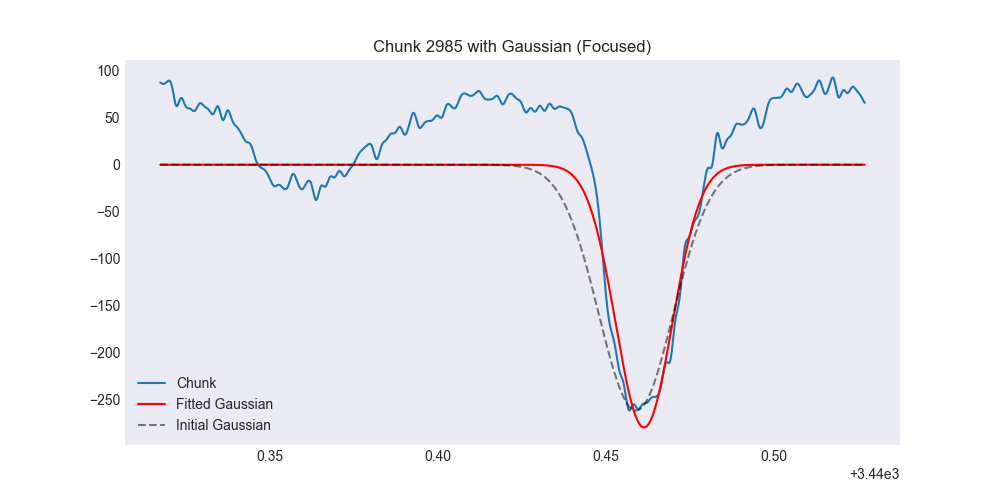 Chunk 2985 with Gaussian (Focused)
100
50
0
−50
−100
−150
−200
−250
Chunk
Fitted Gaussian
Initial Gaussian
0.35 0.40 0.45 0.50
+3.44e3